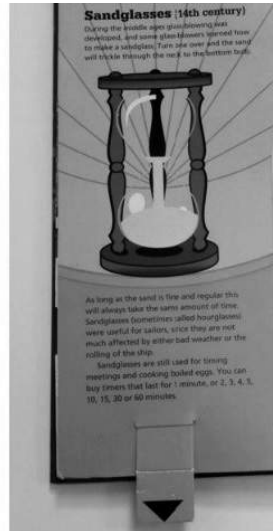 Sandglasses (14th century)
During the middle ages glass-blowing was
developed, and some glass-blowers learned how
to make a sandglass. Turn one over and the sand
will trickle through the neck to the bottom bulb.
As long as the sand is fine and regular this
will always take the same amount of time.
Sandglasses (sometimes called hourglasses)
were useful for sailors, since they are not
much affected by either bad weather or the
rolling of the ship.
Sandglasses are still used for timing
meetings and cooking boiled eggs. You can
buy timers that last for 1 minute, or 2, 3, 4, 5,
10, 15, 30 or 60 minutes.